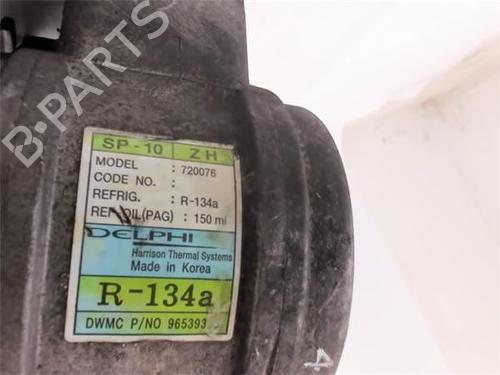 B-PARTS
SP-10 ZH
MODEL : 720076
CODE NO. :
REFRIG. : R-134a
OIL(PAG) : 150 ml
DELPHI
Harrison Thermal Systems
Made in Korea
R-134a
DWMC P/NO 965393